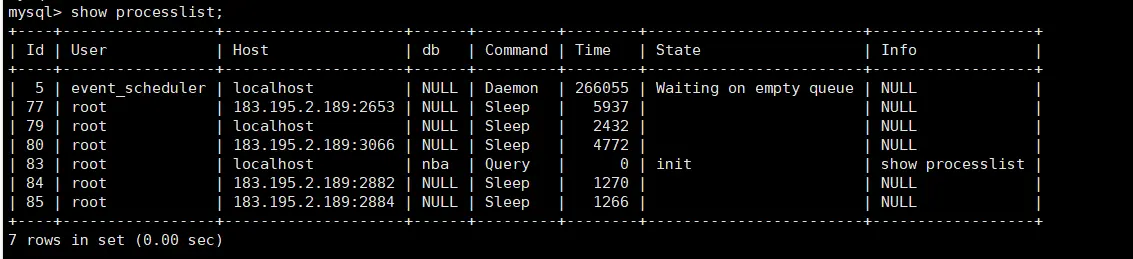 mysql> show processlist;
+----+-----------------+--------------------+------+---------+--------+------------------------+------------------+
| Id | User            | Host               | db   | Command | Time   | State                  | Info             |
+----+-----------------+--------------------+------+---------+--------+------------------------+------------------+
|  5 | event_scheduler | localhost          | NULL | Daemon  | 266055 | Waiting on empty queue | NULL             |
| 77 | root            | 183.195.2.189:2653 | NULL | Sleep   |   5937 |                        | NULL             |
| 79 | root            | localhost          | NULL | Sleep   |   2432 |                        | NULL             |
| 80 | root            | 183.195.2.189:3066 | NULL | Sleep   |   4772 |                        | NULL             |
| 83 | root            | localhost          | nba  | Query   |      0 | init                   | show processlist |
| 84 | root            | 183.195.2.189:2882 | NULL | Sleep   |   1270 |                        | NULL             |
| 85 | root            | 183.195.2.189:2884 | NULL | Sleep   |   1266 |                        | NULL             |
+----+-----------------+--------------------+------+---------+--------+------------------------+------------------+
7 rows in set (0.00 sec)